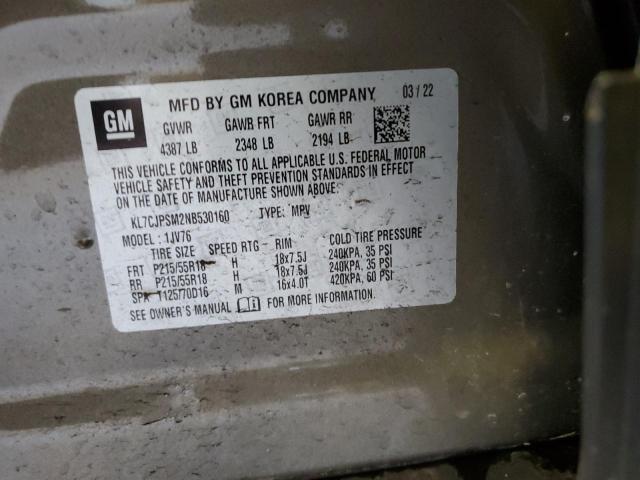 GM
MFD BY GM KOREA COMPANY 03 / 22
GVWR GAWR FRT GAWR RR
4387 LB 2348 LB 2194 LB
THIS VEHICLE CONFORMS TO ALL APPLICABLE U.S. FEDERAL MOTOR
VEHICLE SAFETY AND THEFT PREVENTION STANDARDS IN EFFECT
ON THE DATE OF MANUFACTURE SHOWN ABOVE.
KL7CJPSM2NB530160 TYPE: MPV
MODEL: 1JV76
TIRE SIZE SPEED RTG RIM COLD TIRE PRESSURE
FRT P215/55R18 H 18x7.5J 240KPA, 35 PSI
RR P215/55R18 H 18x7.5J 240KPA, 35 PSI
SPA T125/70D16 M 16x4.0T 420KPA, 60 PSI
SEE OWNER'S MANUAL FOR MORE INFORMATION.